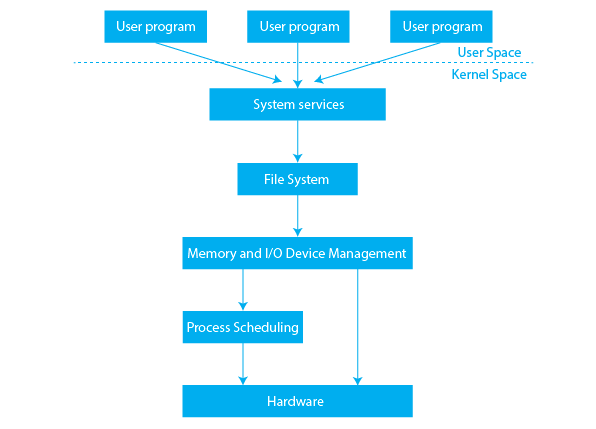 User program
User program
User program
User Space
Kernel Space
System services
File System
Memory and I/O Device Management
Process Scheduling
Hardware